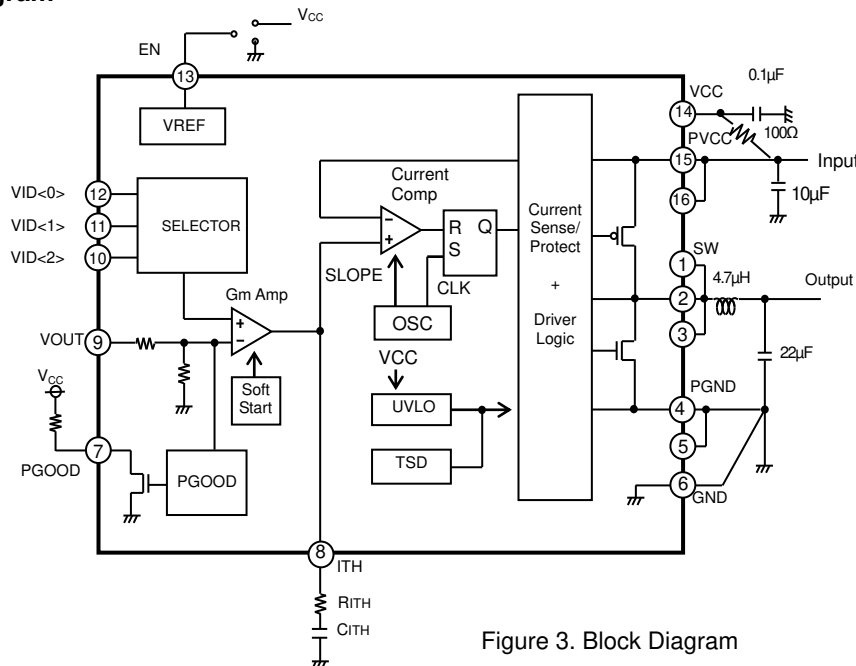 gram
VCC
EN
13
VREF
VCC
0.1µF
14
100Ω
PVCC
15
Input
10µF
16
VID<0>
12
VID<1>
11
VID<2>
10
SELECTOR
Current
Comp
−
+
R Q
S
SLOPE
CLK
OSC
Current
Sense/
Protect
+
Driver
Logic
SW
1
4.7µH
2
Output
3
22µF
Gm Amp
+
−
VOUT
9
Soft
Start
VCC
UVLO
TSD
PGND
4
5
6
GND
VCC
7
PGOOD
PGOOD
8
ITH
RITH
CITH
Figure 3. Block Diagram